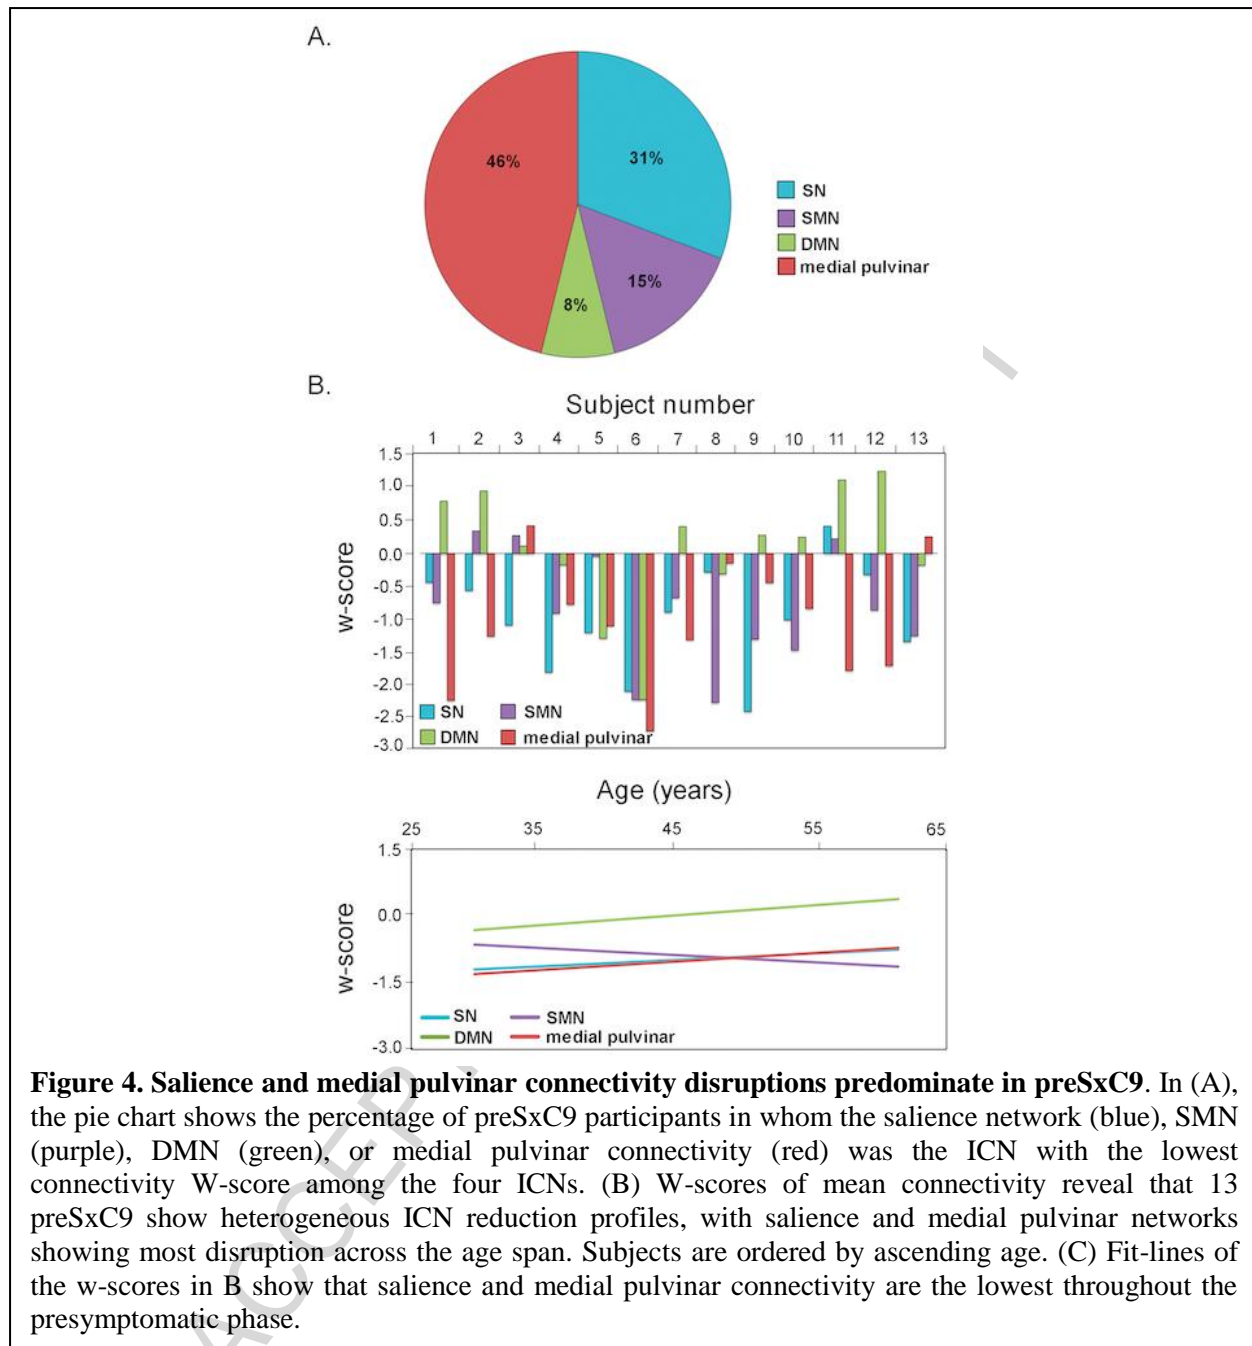 A.
46%
31%
15%
8%
SN
SMN
DMN
medial pulvinar
B.
Subject number
1 2 3 4 5 6 7 8 9 10 11 12 13
1.5
1.0
0.5
0.0
-0.5
-1.0
-1.5
-2.0
-2.5
-3.0
w-score
SN SMN
DMN medial pulvinar
Age (years)
25 35 45 55 65
1.5
0.0
-1.5
-3.0
w-score
SN SMN
DMN medial pulvinar
ACCEP
Figure 4. Salience and medial pulvinar connectivity disruptions predominate in preSxC9. In (A),
the pie chart shows the percentage of preSxC9 participants in whom the salience network (blue), SMN
(purple), DMN (green), or medial pulvinar connectivity (red) was the ICN with the lowest
connectivity W-score among the four ICNs. (B) W-scores of mean connectivity reveal that 13
preSxC9 show heterogeneous ICN reduction profiles, with salience and medial pulvinar networks
showing most disruption across the age span. Subjects are ordered by ascending age. (C) Fit-lines of
the w-scores in B show that salience and medial pulvinar connectivity are the lowest throughout the
presymptomatic phase.